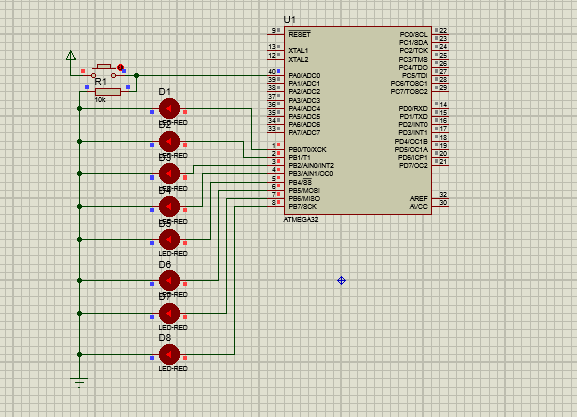 U1
9 RESET PC0/SCL 22
PC1/SDA 23
13 XTAL1 PC2/TCK 24
12 XTAL2 PC3/TMS 25
PC4/TDO 26
40 PA0/ADC0 PC5/TDI 27
39 PA1/ADC1 PC6/TOSC1 28
38 PA2/ADC2 PC7/TOSC2 29
37 PA3/ADC3
36 PA4/ADC4 PD0/RXD 14
35 PA5/ADC5 PD1/TXD 15
34 PA6/ADC6 PD2/INT0 16
33 PA7/ADC7 PD3/INT1 17
PD4/OC1B 18
1 PB0/T0/XCK PD5/OC1A 19
2 PB1/T1 PD6/ICP1 20
3 PB2/AIN0/INT2 PD7/OC2 21
4 PB3/AIN1/OC0
5 PB4/SS
6 PB5/MOSI
7 PB6/MISO AREF 32
8 PB7/SCK AVCC 30
ATMEGA32
R1
10k
D1
LED-RED
D2
LED-RED
D3
LED-RED
D4
LED-RED
D5
LED-RED
D6
LED-RED
D7
LED-RED
D8
LED-RED